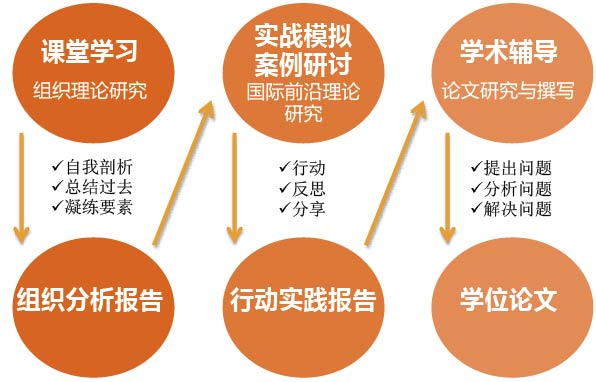 课堂学习
组织理论研究
✓自我剖析
✓总结过去
✓凝练要素
组织分析报告
实战模拟
案例研讨
国际前沿理论
研究
✓行动
✓反思
✓分享
行动实践报告
学术辅导
论文研究与撰写
✓提出问题
✓分析问题
✓解决问题
学位论文